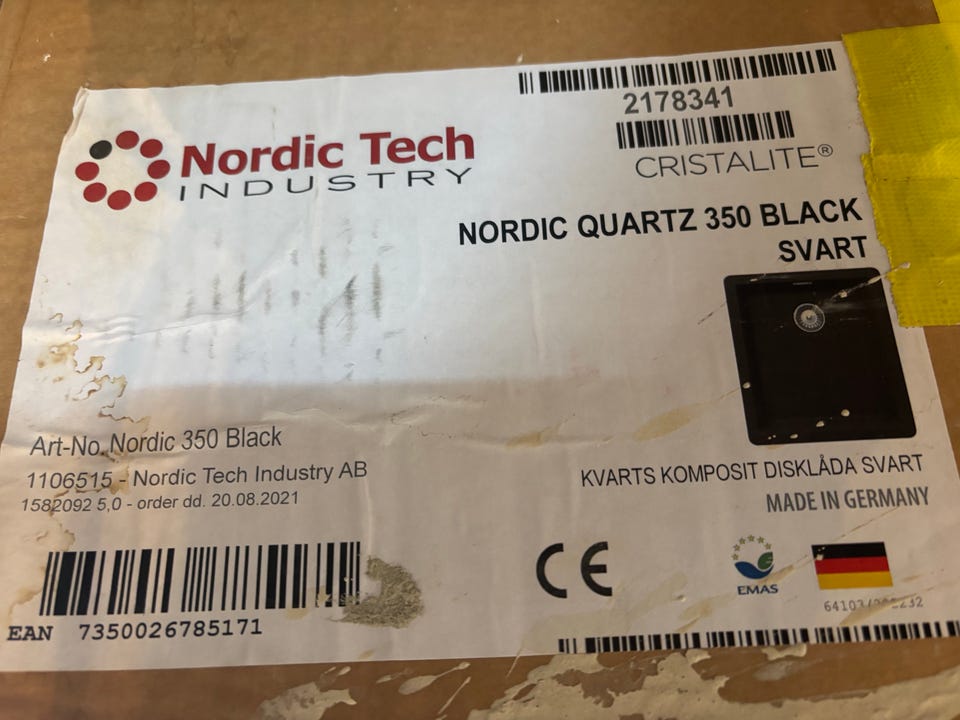 2178341
CRISTALITE®
Nordic Tech
INDUSTRY
NORDIC QUARTZ 350 BLACK
SVART
Art-No. Nordic 350 Black
1106515 - Nordic Tech Industry AB
1582092 5,0 - order dd. 20.08.2021
KVARTS KOMPOSIT DISKLÅDA SVART
MADE IN GERMANY
CE
EMAS
EAN 7350026785171